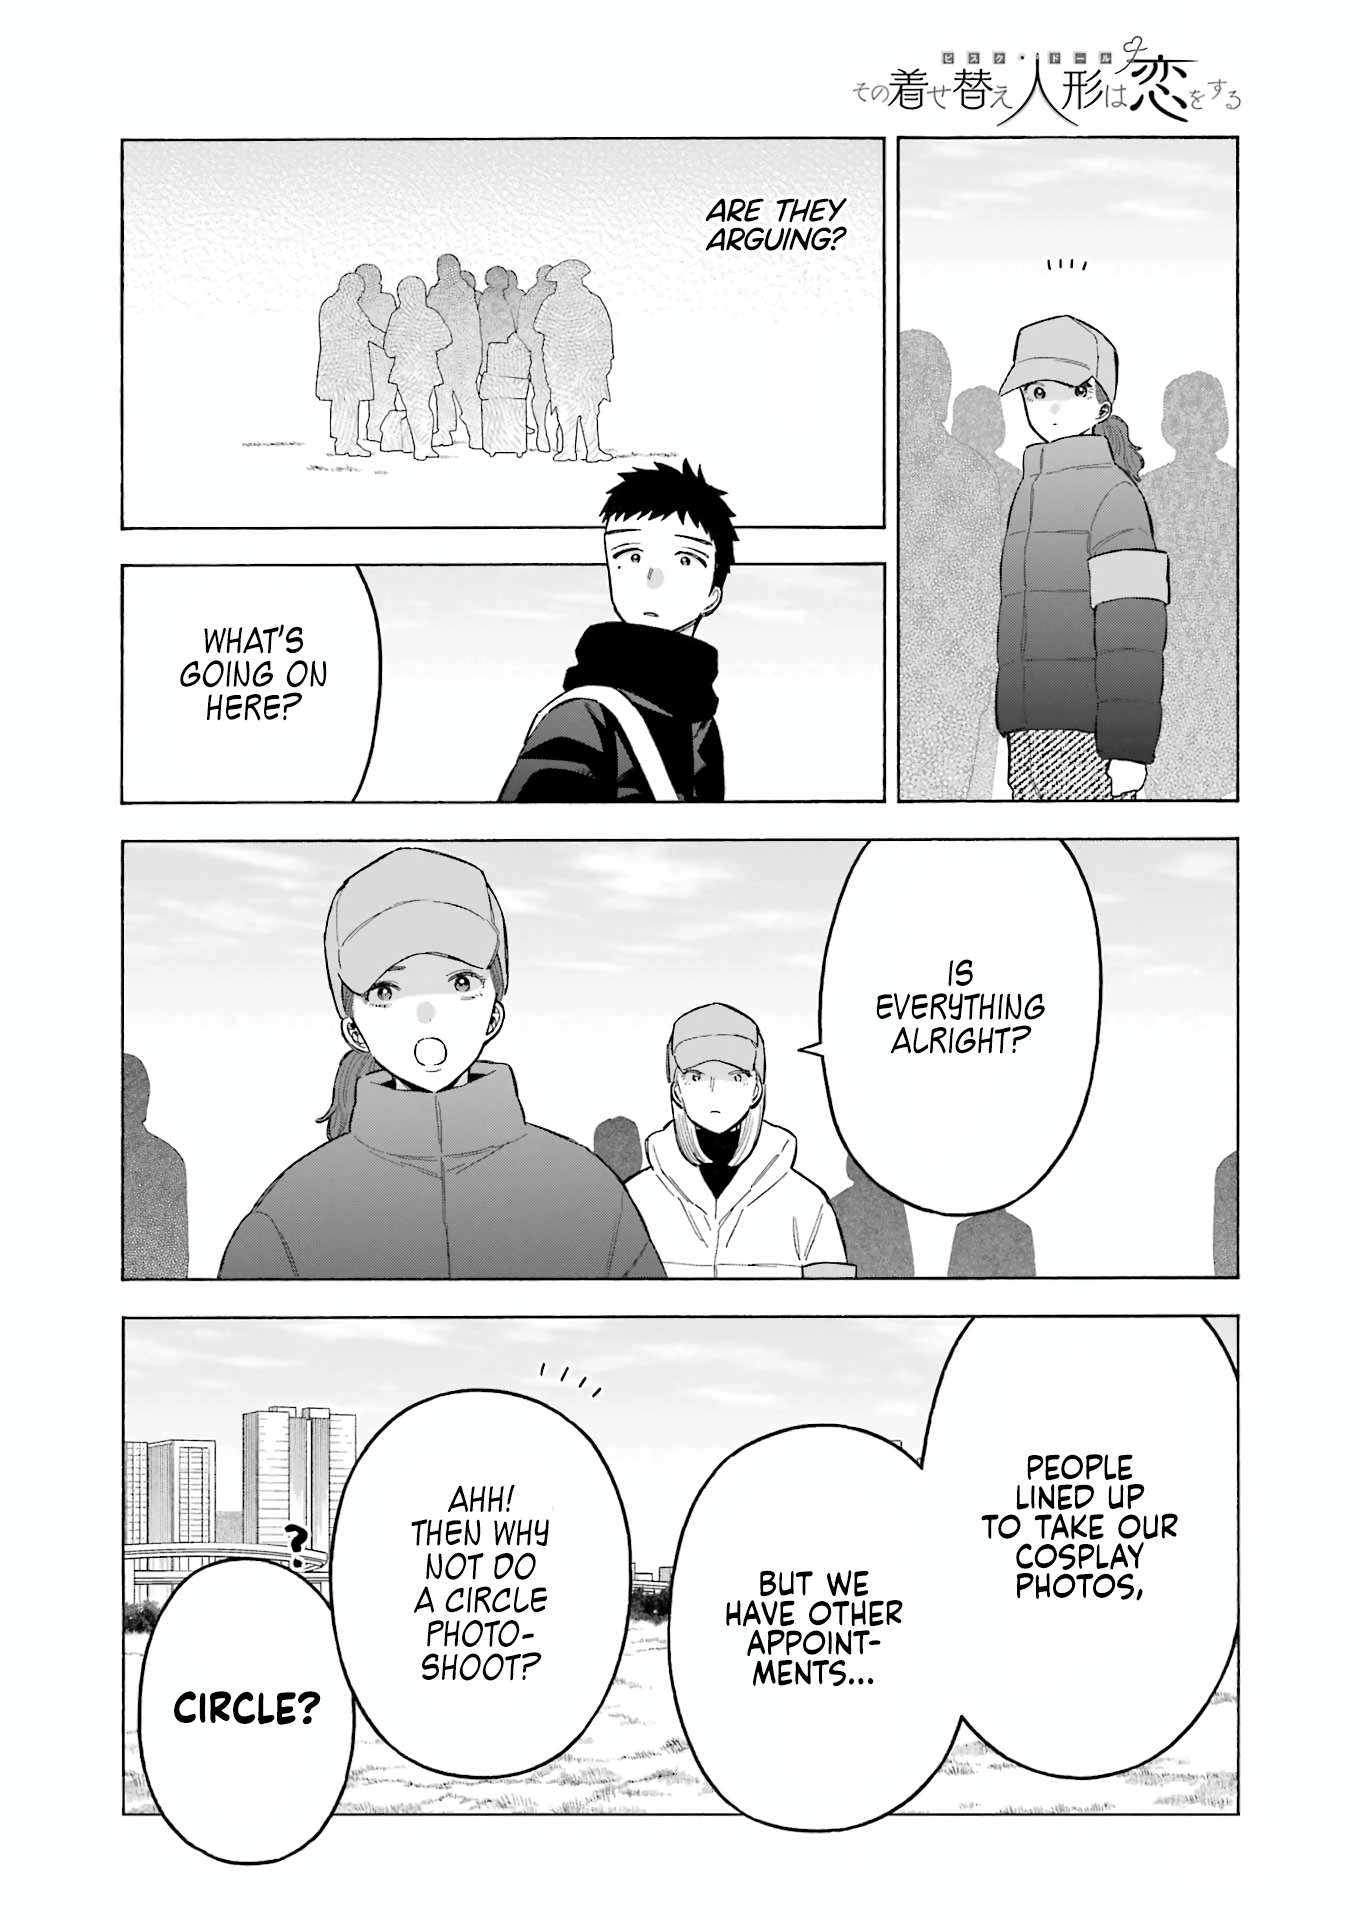 ビスク・ドール
その着せ替え人形は恋をする
ARE THEY
ARGUING?
WHAT'S
GOING ON
HERE?
IS
EVERYTHING
ALRIGHT?
PEOPLE
LINED UP
TO TAKE OUR
COSPLAY
PHOTOS,
BUT WE
HAVE OTHER
APPOINT-
MENTS...
AHH!
THEN WHY
NOT DO
A CIRCLE
PHOTO-
SHOOT?
?
CIRCLE?